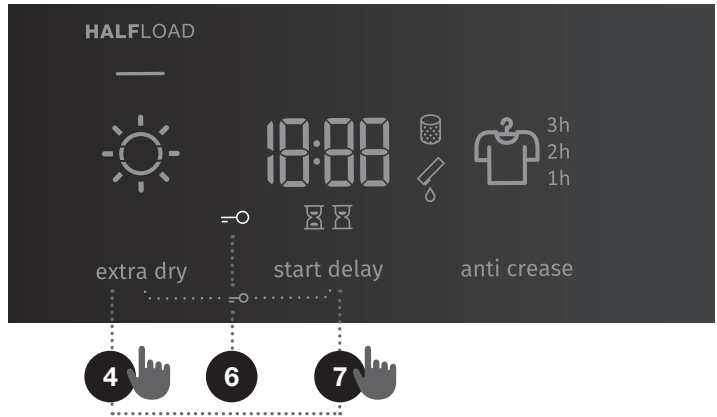 HALFLOAD
18:88
3h
2h
1h
extra dry
start delay
anti crease
4
6
7